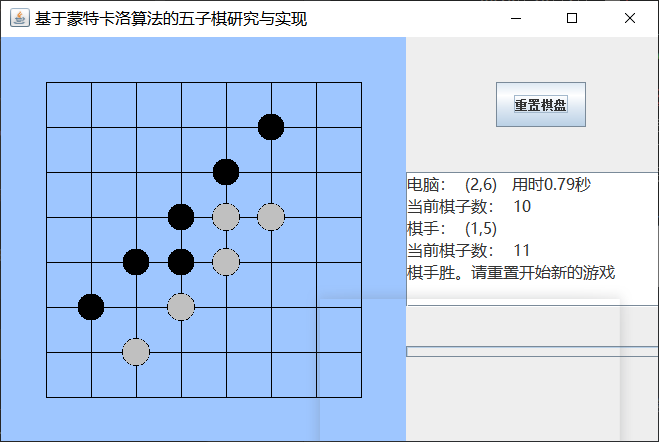 基于蒙特卡洛算法的五子棋研究与实现
重置棋盘
电脑： (2,6) 用时0.79秒
当前棋子数： 10
棋手： (1,5)
当前棋子数： 11
棋手胜。请重置开始新的游戏